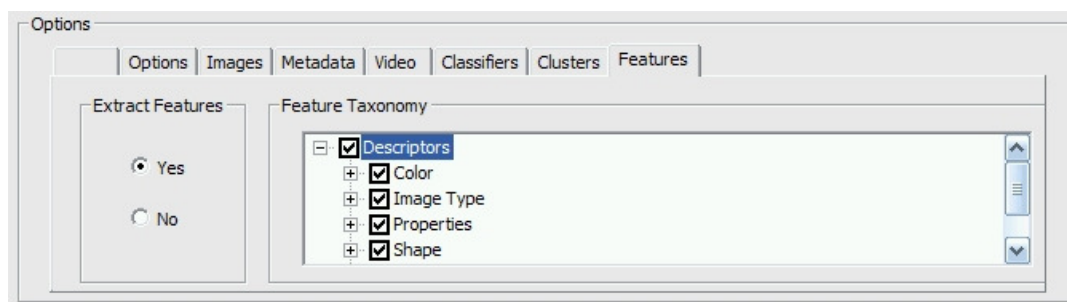 Options
Options Images Metadata Video Classifiers Clusters Features
Extract Features
Feature Taxonomy
Yes
No
Descriptors
Color
Image Type
Properties
Shape